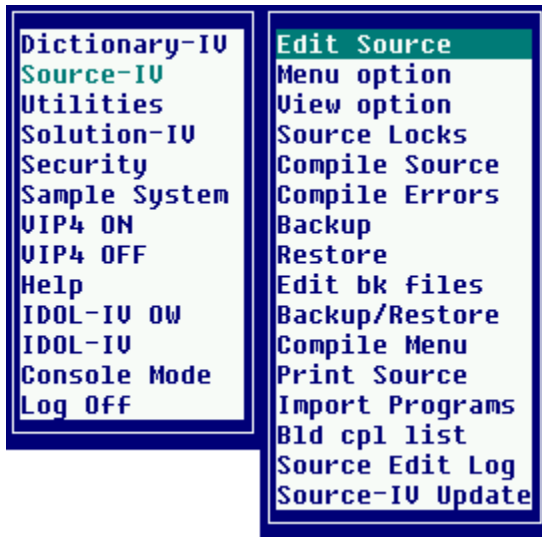 Dictionary-IV
Source-IV
Utilities
Solution-IV
Security
Sample System
VIP4 ON
VIP4 OFF
Help
IDOL-IV OW
IDOL-IV
Console Mode
Log Off
Edit Source
Menu option
View option
Source Locks
Compile Source
Compile Errors
Backup
Restore
Edit bk files
Backup/Restore
Compile Menu
Print Source
Import Programs
Bld cpl list
Source Edit Log
Source-IV Update